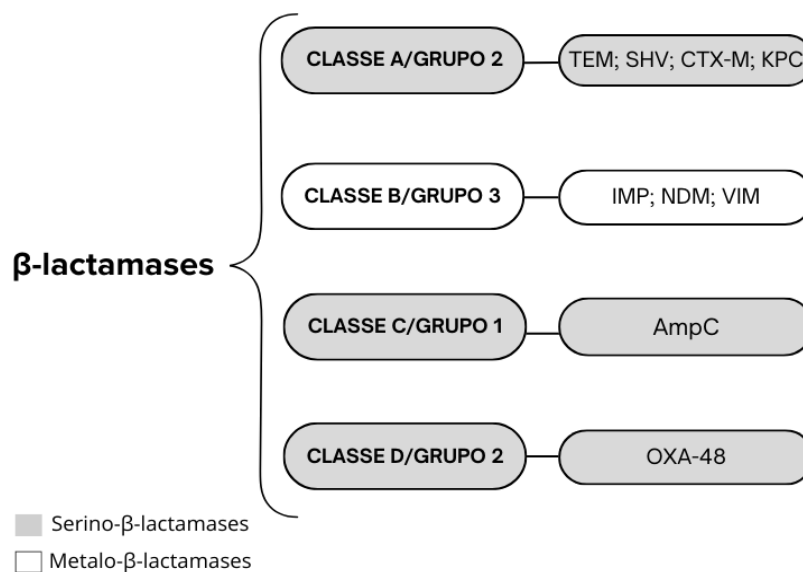 CLASSE A/GRUPO 2
TEM; SHV; CTX-M; KPC
CLASSE B/GRUPO 3
IMP; NDM; VIM
β-lactamases
CLASSE C/GRUPO 1
AmpC
CLASSE D/GRUPO 2
OXA-48
Serino-β-lactamases
Metalo-β-lactamases